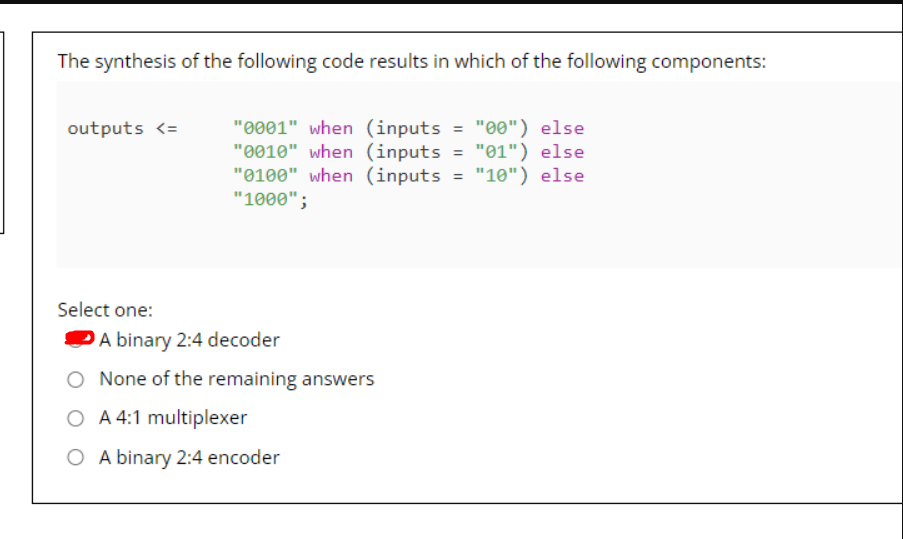 The synthesis of the following code results in which of the following components:
outputs <= "0001" when (inputs = "00") else
"0010" when (inputs = "01") else
"0100" when (inputs = "10") else
"1000";
Select one:
A binary 2:4 decoder
None of the remaining answers
A 4:1 multiplexer
A binary 2:4 encoder